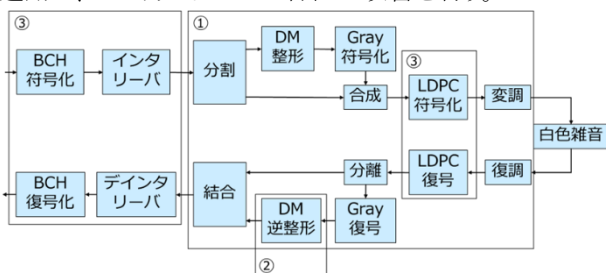 ③
①
BCH
符号化
インタ
リーバ
分割
DM
整形
Gray
符号化
合成
③
LDPC
符号化
変調
白色雑音
BCH
復号化
デインタ
リーバ
結合
分離
LDPC
復号
復調
DM
逆整形
Gray
復号
②